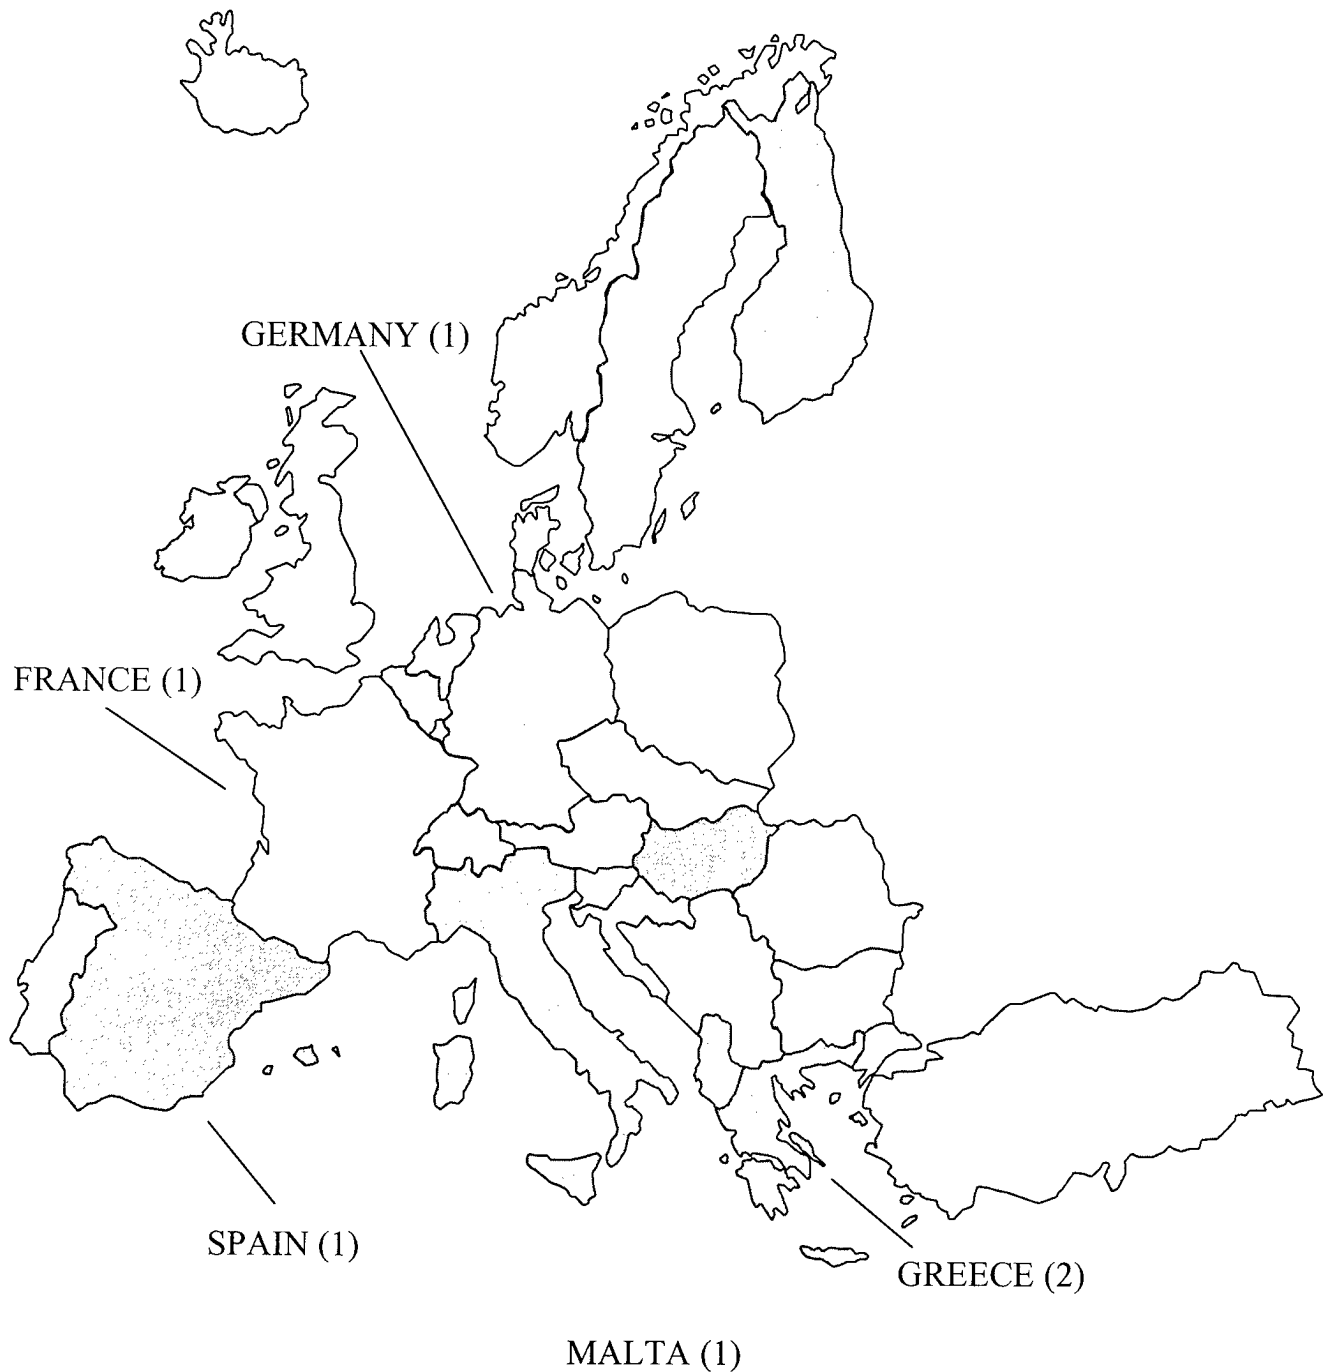 GERMANY (1)
FRANCE (1)
SPAIN (1)
GREECE (2)
MALTA (1)